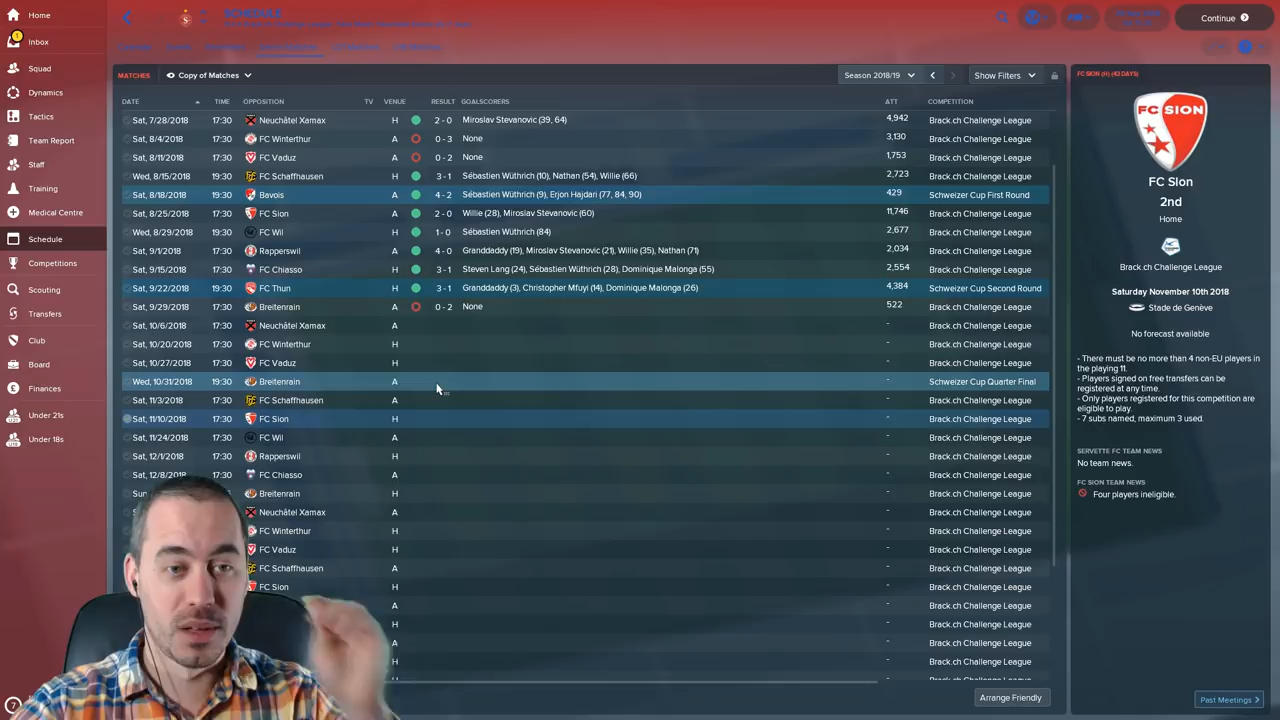 Home
Inbox
Squad
Dynamics
Tactics
Team Report
Staff
Training
Medical Centre
Schedule
Competitions
Scouting
Transfers
Club
Board
Finances
Under 21s
Under 18s
SCHEDULE
Continue
MATCHES Copy of Matches Season 2018/19 Show Filters
DATE TIME OPPOSITION TV VENUE RESULT GOALSCORERS ATT COMPETITION
Sat, 7/28/2018 17:30 Neuchâtel Xamax H Miroslav Stevanovic (39, 64) 4,942 Brack.ch Challenge League
Sat, 8/4/2018 17:30 FC Winterthur A None 3,130 Brack.ch Challenge League
Sat, 8/11/2018 17:30 FC Vaduz A 0 - 2 None 1,753 Brack.ch Challenge League
Wed, 8/15/2018 19:30 FC Schaffhausen H 3 - 1 Sébastien Wüthrich (10), Nathan (54), Willie (66) 2,723 Brack.ch Challenge League
Sat, 8/18/2018 19:30 Bavois A 4 - 2 Sébastien Wüthrich (9), Erjon Hajdari (77, 84, 90) 429 Schweizer Cup First Round
Sat, 8/25/2018 17:30 FC Sion A 2 - 0 Willie (28), Miroslav Stevanovic (60) 11,746 Brack.ch Challenge League
Wed, 8/29/2018 19:30 FC Wil H 1 - 0 Sébastien Wüthrich (84) 2,677 Brack.ch Challenge League
Sat, 9/1/2018 17:30 Rapperswil A 4 - 0 Granddaddy (19), Miroslav Stevanovic (21), Willie (35), Nathan (71) 2,034 Brack.ch Challenge League
Sat, 9/15/2018 17:30 FC Chiasso H 3 - 1 Steven Lang (24), Sébastien Wüthrich (28), Dominique Malonga (55) 2,554 Brack.ch Challenge League
Sat, 9/22/2018 19:30 FC Thun H 3 - 1 Granddaddy (3), Christopher Mfuyi (14), Dominique Malonga (26) 4,384 Schweizer Cup Second Round
Sat, 9/29/2018 17:30 Breitenrain A 0 - 2 None 522 Brack.ch Challenge League
Sat, 10/6/2018 17:30 Neuchâtel Xamax A - Brack.ch Challenge League
Sat, 10/20/2018 17:30 FC Winterthur H - Brack.ch Challenge League
Sat, 10/27/2018 17:30 FC Vaduz H - Brack.ch Challenge League
Wed, 10/31/2018 19:30 Breitenrain A - Schweizer Cup Quarter Final
Sat, 11/3/2018 17:30 FC Schaffhausen A - Brack.ch Challenge League
Sat, 11/10/2018 17:30 FC Sion H - Brack.ch Challenge League
Sat, 11/24/2018 17:30 FC Wil A - Brack.ch Challenge League
Sat, 12/1/2018 17:30 Rapperswil H - Brack.ch Challenge League
Sat, 12/8/2018 17:30 FC Chiasso A - Brack.ch Challenge League
Sun Breitenrain H - Brack.ch Challenge League
Neuchâtel Xamax A - Brack.ch Challenge League
FC Winterthur H - Brack.ch Challenge League
FC Vaduz H - Brack.ch Challenge League
FC Schaffhausen A - Brack.ch Challenge League
FC Sion H - Brack.ch Challenge League
A - Brack.ch Challenge League
H - Brack.ch Challenge League
A - Brack.ch Challenge League
H - Brack.ch Challenge League
Arrange Friendly
FC SION (H) (43 DAYS)
FC SION
FC Sion
2nd
Home
Brack.ch Challenge League
Saturday November 10th 2018
Stade de Genève
No forecast available
- There must be no more than 4 non-EU players in
the playing 11.
- Players signed on free transfers can be
registered at any time.
- Only players registered for this competition are
eligible to play.
- 7 subs named, maximum 3 used.
SERVETTE FC TEAM NEWS
No team news.
FC SION TEAM NEWS
Four players ineligible.
Past Meetings